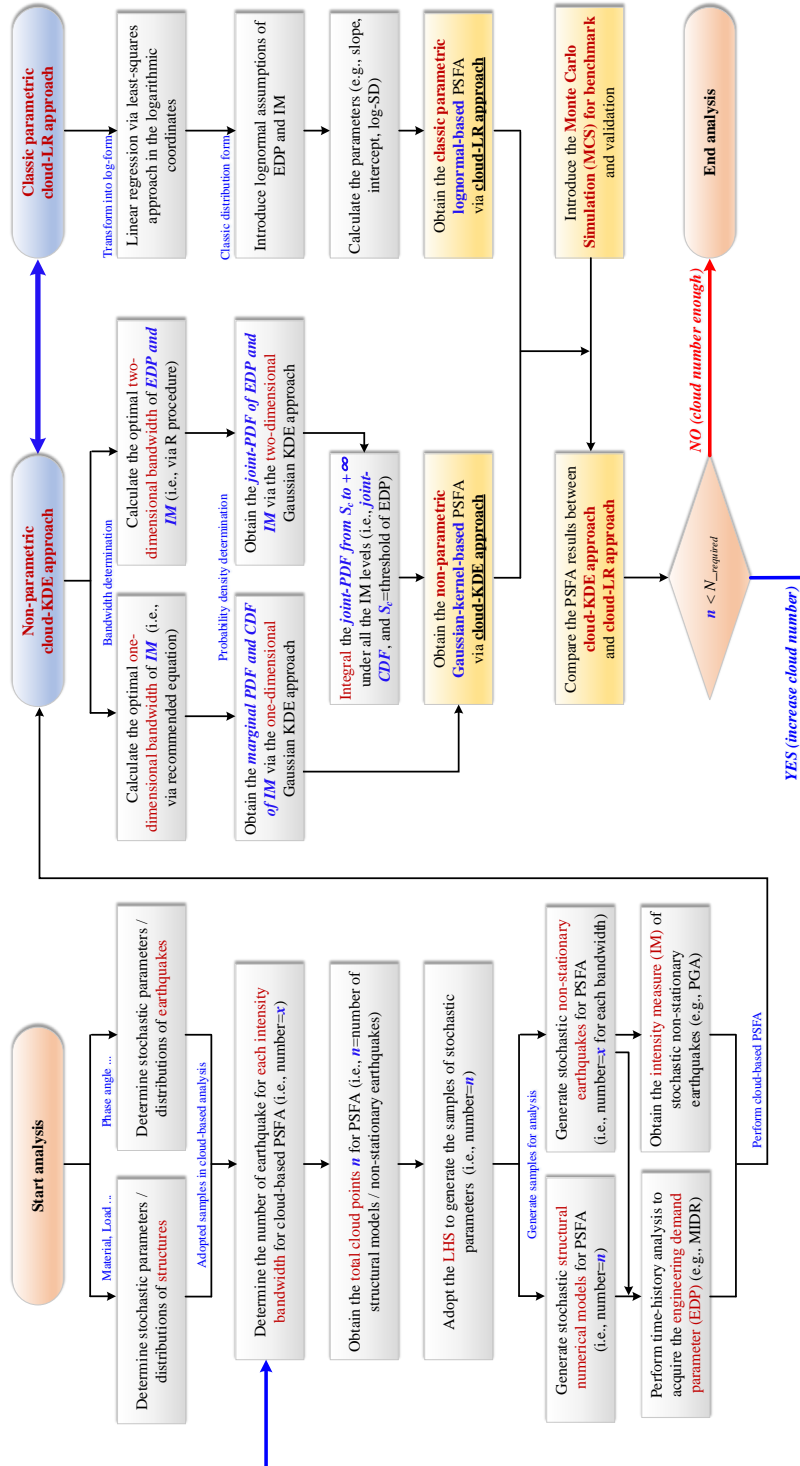 Start analysis
Material, Load ...
Phase angle ...
Determine stochastic parameters /
distributions of structures
Determine stochastic parameters /
distributions of earthquakes
Adopted samples in cloud-based analysis
Determine the number of earthquake for each intensity
bandwidth for cloud-based PSFA (i.e., number=x)
Obtain the total cloud points n for PSFA (i.e., n=number of
structural models / non-stationary earthquakes)
Adopt the LHS to generate the samples of stochastic
parameters (i.e., number=n)
Generate samples for analysis
Generate stochastic structural
numerical models for PSFA
(i.e., number=n)
Generate stochastic non-stationary
earthquakes for PSFA
(i.e., number=x for each bandwidth)
Perform time-history analysis to
acquire the engineering demand
parameter (EDP) (e.g., MIDR)
Obtain the intensity measure (IM) of
stochastic non-stationary
earthquakes (e.g., PGA)
Perform cloud-based PSFA
Non-parametric
cloud-KDE approach
Bandwidth determination
Calculate the optimal one-
dimensional bandwidth of IM (i.e.,
via recommended equation)
Calculate the optimal two-
dimensional bandwidth of EDP and
IM (i.e., via R procedure)
Probability density determination
Obtain the marginal PDF and CDF
of IM via the one-dimensional
Gaussian KDE approach
Obtain the joint-PDF of EDP and
IM via the two-dimensional
Gaussian KDE approach
Integral the joint-PDF from Sc to +∞
under all the IM levels (i.e., joint-
CDF, and Sc=threshold of EDP)
Obtain the non-parametric
Gaussian-kernel-based PSFA
via cloud-KDE approach
Classic parametric
cloud-LR approach
Transform into log-form
Linear regression via least-squares
approach in the logarithmic
coordinates
Classic distribution form
Introduce lognormal assumptions of
EDP and IM
Calculate the parameters (e.g., slope,
intercept, log-SD)
Obtain the classic parametric
lognormal-based PSFA
via cloud-LR approach
Introduce the Monte Carlo
Simulation (MCS) for benchmark
and validation
Compare the PSFA results between
cloud-KDE approach
and cloud-LR approach
n < N_required
NO (cloud number enough)
End analysis
YES (increase cloud number)